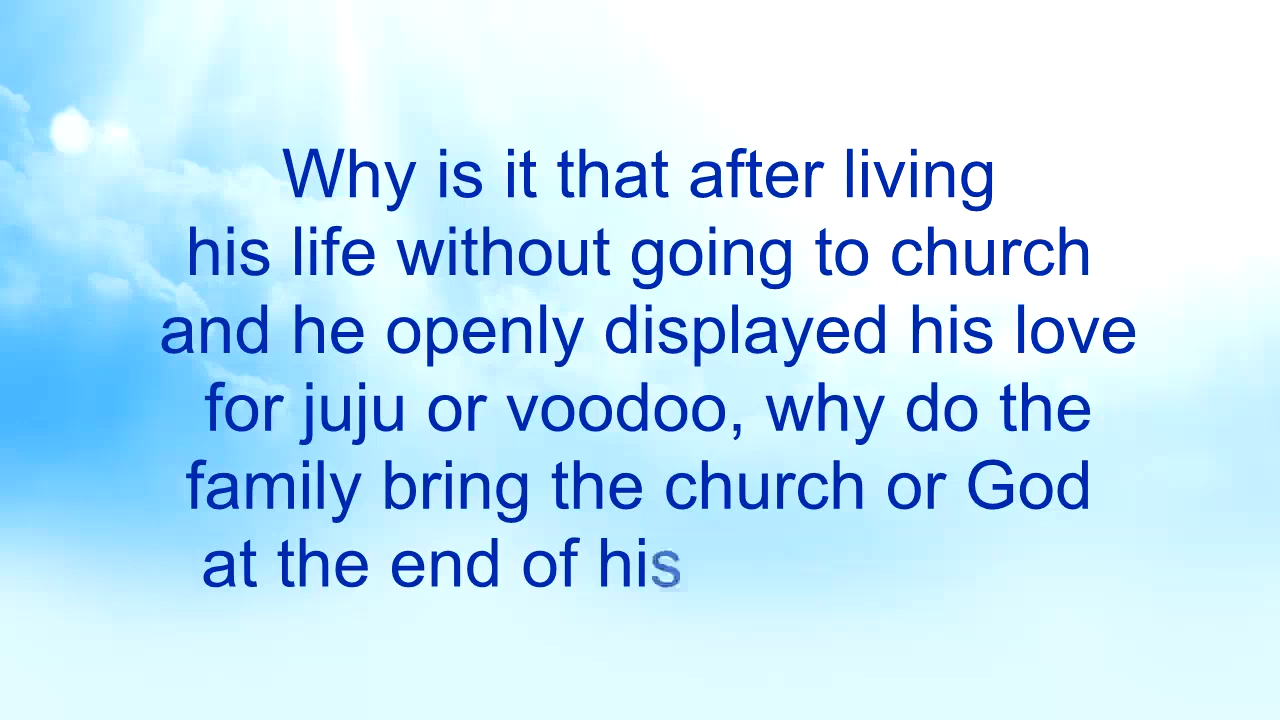 Why is it that after living
his life without going to church
and he openly displayed his love
for juju or voodoo, why do the
family bring the church or God
at the end of his